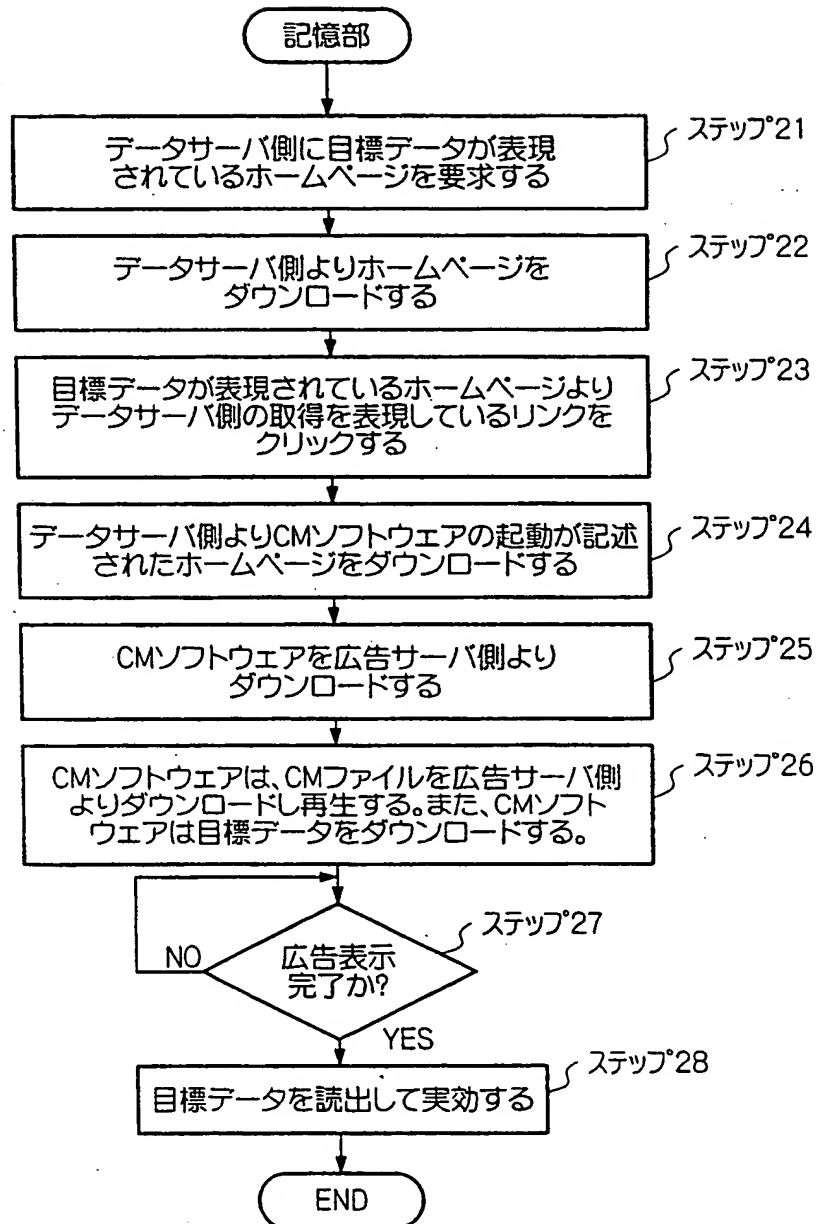 記憶部
データサーバ側に目標データが表現
されているホームページを要求する
ステップ21
データサーバ側よりホームページを
ダウンロードする
ステップ22
目標データが表現されているホームページより
データサーバ側の取得を表現しているリンクを
クリックする
ステップ23
データサーバ側よりCMソフトウェアの起動が記述
されたホームページをダウンロードする
ステップ24
CMソフトウェアを広告サーバ側より
ダウンロードする
ステップ25
CMソフトウェアは、CMファイルを広告サーバ側
よりダウンロードし再生する。また、CMソフト
ウェアは目標データをダウンロードする。
ステップ26
広告表示
完了か?
ステップ27
NO
YES
目標データを読出して実効する
ステップ28
END